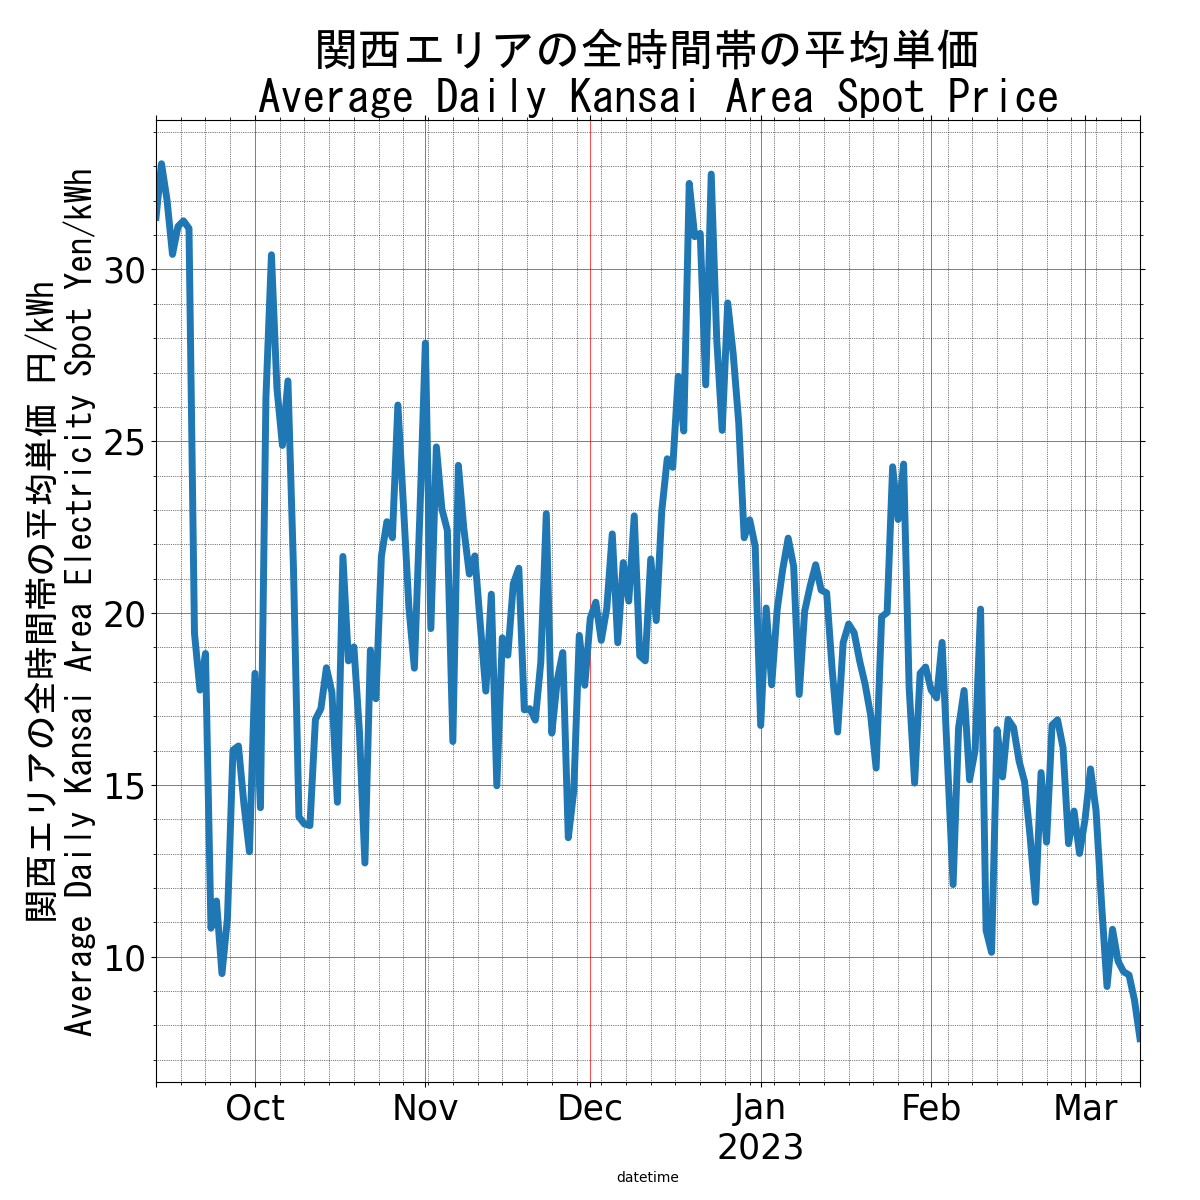 関西エリアの全時間帯の平均単価
Average Daily Kansai Area Spot Price
関西エリアの全時間帯の平均単価 円/kWh
Average Daily Kansai Area Electricity Spot Yen/kWh
30
25
20
15
10
Oct
Nov
Dec
Jan
2023
Feb
Mar
datetime